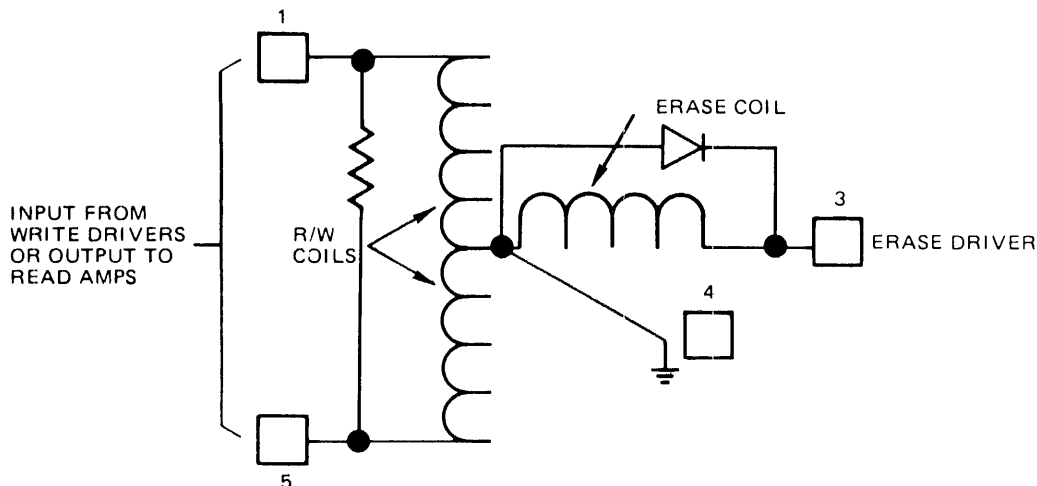 1
INPUT FROM
WRITE DRIVERS
OR OUTPUT TO
READ AMPS
R/W
COILS
ERASE COIL
3
ERASE DRIVER
4
5